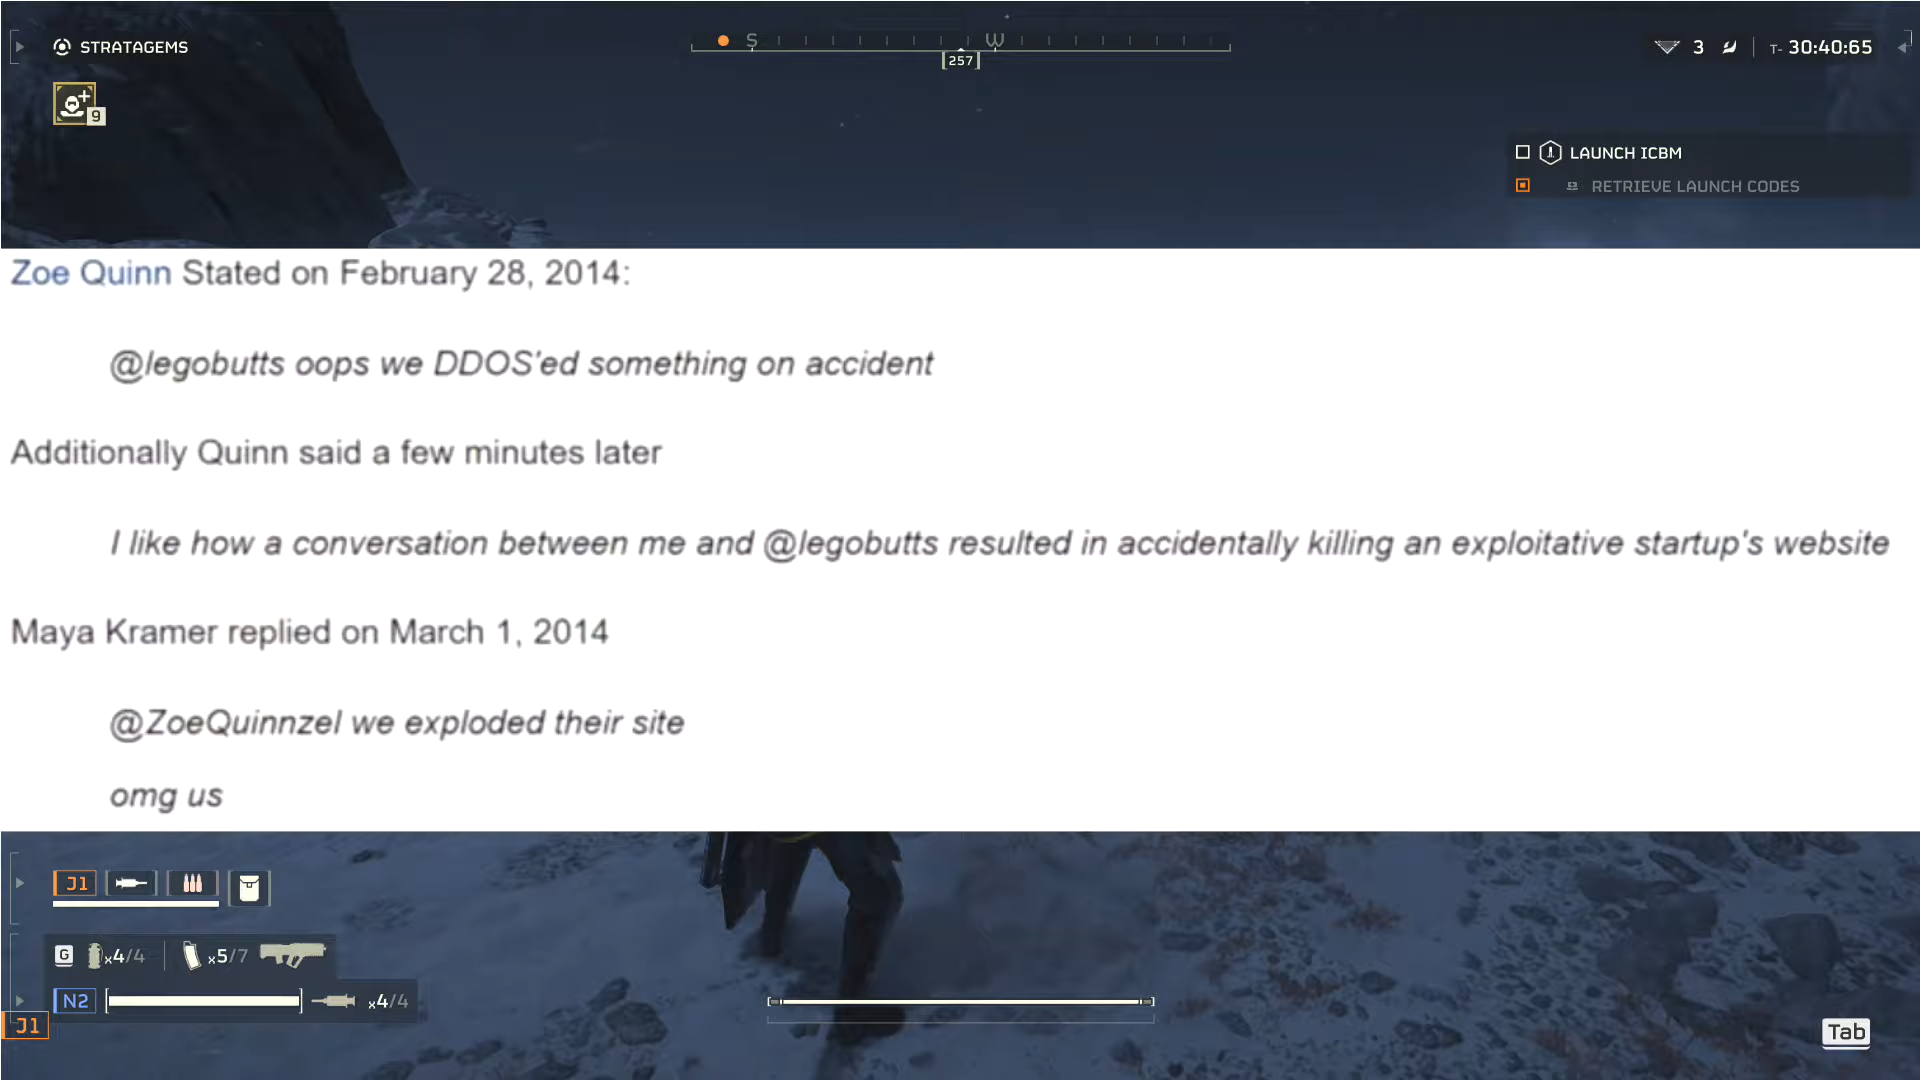 STRATAGEMS
S
W
3
T- 30:40:65
257
9
LAUNCH ICBM
RETRIEVE LAUNCH CODES
Zoe Quinn Stated on February 28, 2014:
@legobutts oops we DDOS'ed something on accident
Additionally Quinn said a few minutes later
I like how a conversation between me and @legobutts resulted in accidentally killing an exploitative startup's website
Maya Kramer replied on March 1, 2014
@ZoeQuinnzel we exploded their site
omg us
J1
G x4/4 x5/7
N2 x4/4
J1
Tab